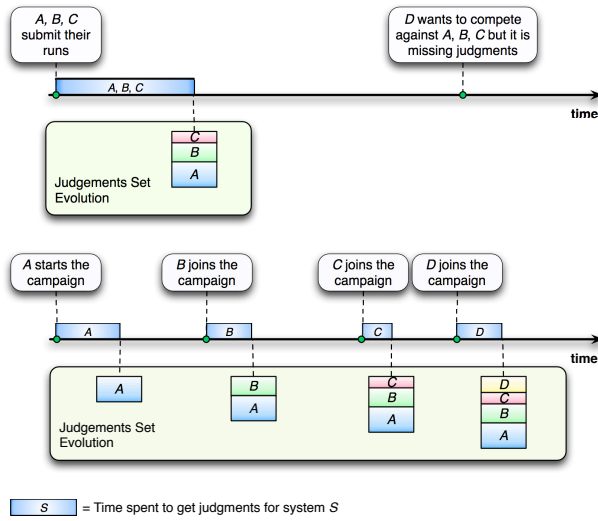 A, B, C
submit their
runs
D wants to compete
against A, B, C but it is
missing judgments
A, B, C
time
C
B
A
Judgements Set
Evolution
A starts the
campaign
B joins the
campaign
C joins the
campaign
D joins the
campaign
A
B
C
D
time
A
B
A
C
B
A
D
C
B
A
Judgements Set
Evolution
S = Time spent to get judgments for system S